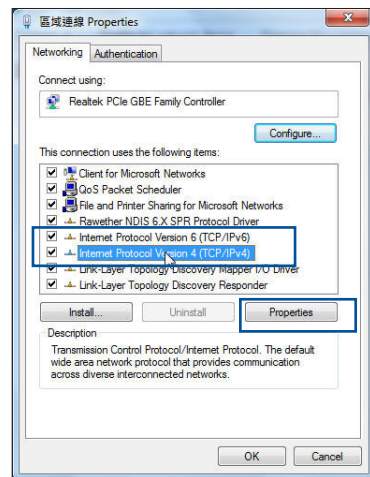 區域連線 Properties
Networking
Authentication
Connect using:
Realtek PCIe GBE Family Controller
Configure...
This connection uses the following items:
Client for Microsoft Networks
QoS Packet Scheduler
File and Printer Sharing for Microsoft Networks
Rawether NDIS 6.X SPR Protocol Driver
Internet Protocol Version 6 (TCP/IPv6)
Internet Protocol Version 4 (TCP/IPv4)
Link-Layer Topology Discovery Mapper I/O Driver
Link-Layer Topology Discovery Responder
Install...
Uninstall
Properties
Description
Transmission Control Protocol/Internet Protocol. The default
wide area network protocol that provides communication
across diverse interconnected networks.
OK
Cancel